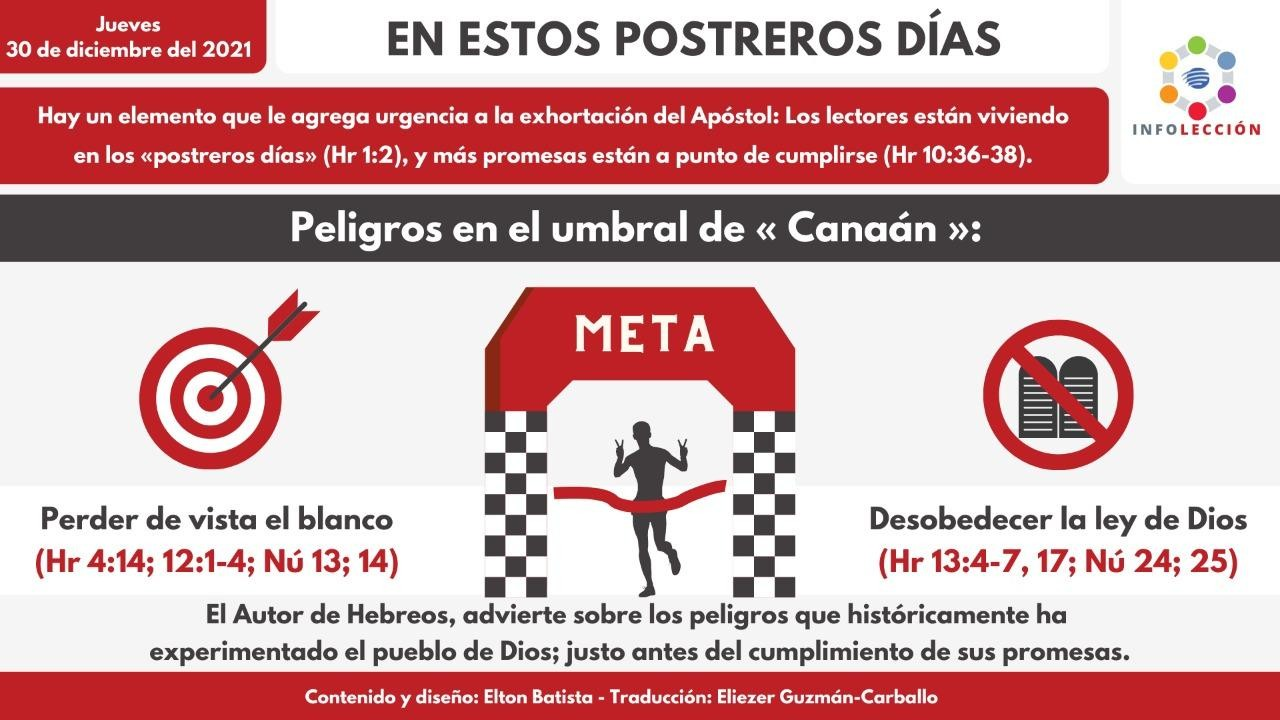 Jueves
30 de diciembre del 2021
EN ESTOS POSTREROS DÍAS
INFOLECCIÓN
Hay un elemento que le agrega urgencia a la exhortación del Apóstol: Los lectores están viviendo
en los «postreros días» (Hr 1:2), y más promesas están a punto de cumplirse (Hr 10:36-38).
Peligros en el umbral de « Canaán »:
META
Perder de vista el blanco
(Hr 4:14; 12:1-4; Nú 13; 14)
Desobedecer la ley de Dios
(Hr 13:4-7, 17; Nú 24; 25)
El Autor de Hebreos, advierte sobre los peligros que históricamente ha
experimentado el pueblo de Dios; justo antes del cumplimiento de sus promesas.
Contenido y diseño: Elton Batista - Traducción: Eliezer Guzmán-Carballo